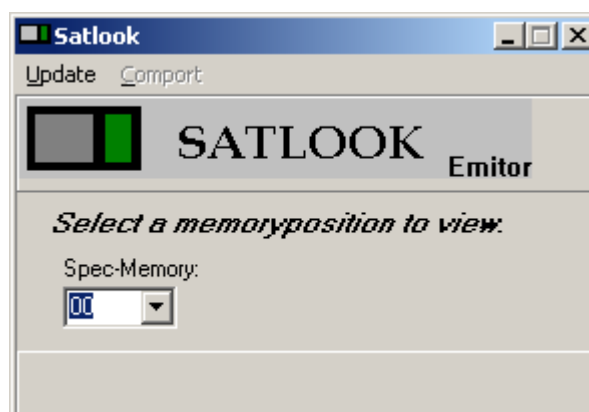 Satlook
Update Comport
SATLOOK Emitor
Select a memoryposition to view:
Spec-Memory:
00